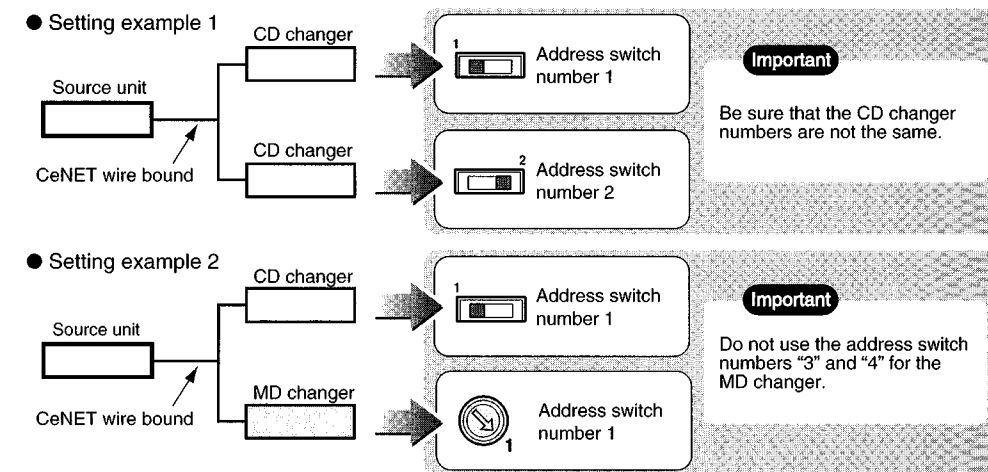 ● Setting example 1
CD changer
Source unit
CeNET wire bound
CD changer
1
Address switch
number 1
2
Address switch
number 2
Important
Be sure that the CD changer
numbers are not the same.
● Setting example 2
CD changer
Source unit
CeNET wire bound
MD changer
1
Address switch
number 1
1
Address switch
number 1
Important
Do not use the address switch
numbers “3” and “4” for the
MD changer.